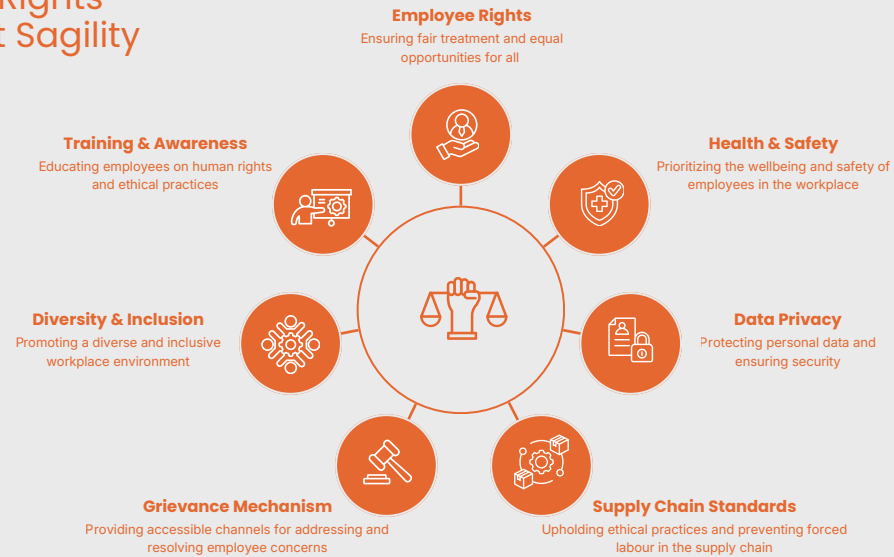 Rights
t Sagility
Employee Rights
Ensuring fair treatment and equal
opportunities for all
Training & Awareness
Educating employees on human rights
and ethical practices
Health & Safety
Prioritizing the wellbeing and safety of
employees in the workplace
Diversity & Inclusion
Promoting a diverse and inclusive
workplace environment
Data Privacy
Protecting personal data and
ensuring security
Grievance Mechanism
Providing accessible channels for addressing and
resolving employee concerns
Supply Chain Standards
Upholding ethical practices and preventing forced
labour in the supply chain